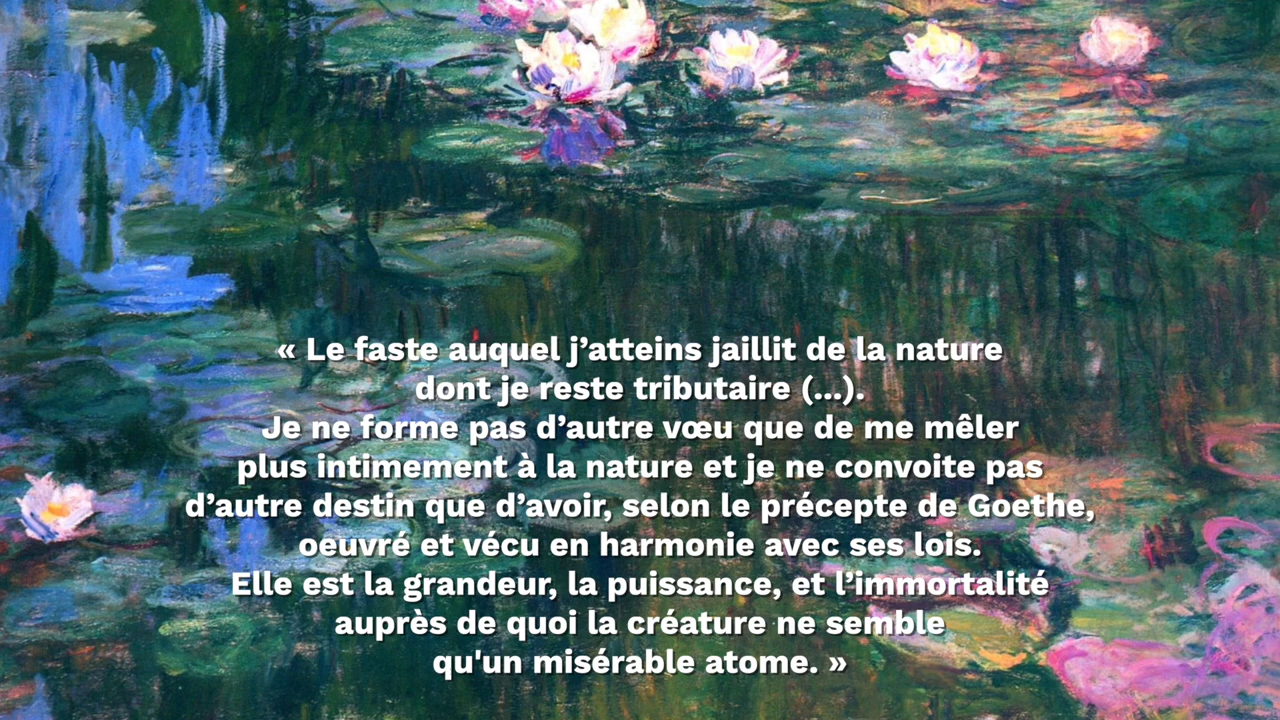 « Le faste auquel j’atteins jaillit de la nature
dont je reste tributaire (...).
Je ne forme pas d’autre vœu que de me mêler
plus intimement à la nature et je ne convoite pas
d’autre destin que d’avoir, selon le précepte de Goethe,
oeuvré et vécu en harmonie avec ses lois.
Elle est la grandeur, la puissance, et l’immortalité
auprès de quoi la créature ne semble
qu'un misérable atome. »